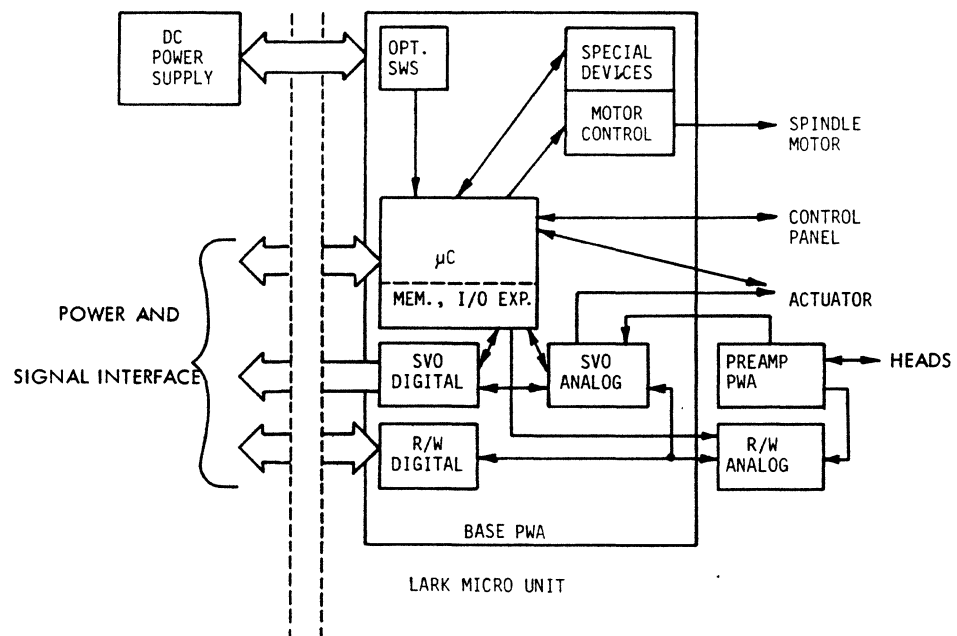 DC
POWER
SUPPLY
OPT.
SWS
SPECIAL
DEVICES
MOTOR
CONTROL
SPINDLE
MOTOR
CONTROL
PANEL
µC
MEM., I/O EXP.
ACTUATOR
POWER AND
SIGNAL INTERFACE
SVO
DIGITAL
SVO
ANALOG
PREAMP
PWA
HEADS
R/W
DIGITAL
R/W
ANALOG
BASE PWA
LARK MICRO UNIT